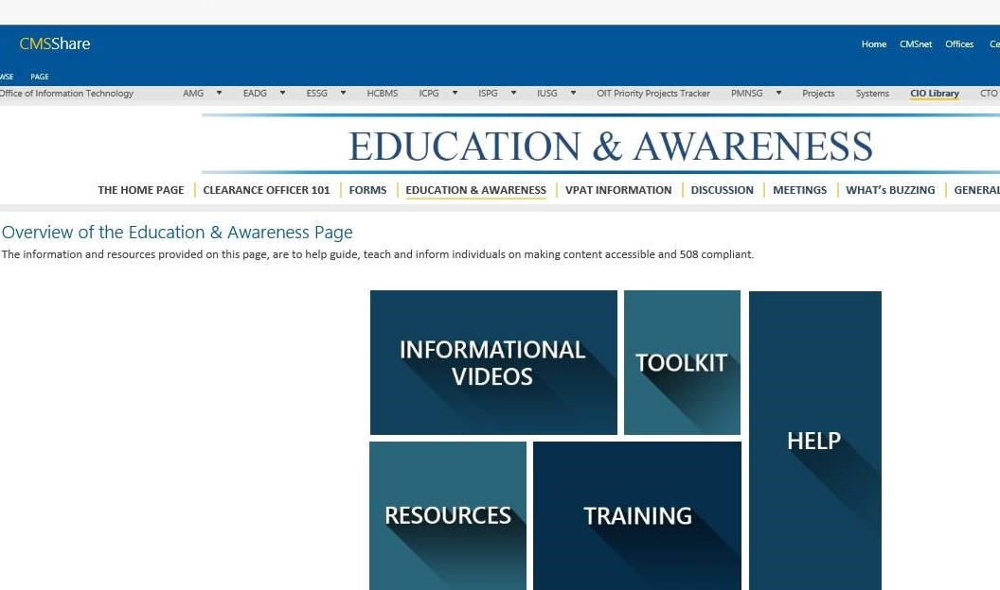 CMSShare
Home CMSnet Offices
PAGE
Office of Information Technology AMG EADG ESSG HCBMS ICPG ISPG IUSG OIT Priority Projects Tracker PMNSG Projects Systems CIO Library CTO
EDUCATION & AWARENESS
THE HOME PAGE CLEARANCE OFFICER 101 FORMS EDUCATION & AWARENESS VPAT INFORMATION DISCUSSION MEETINGS WHAT's BUZZING GENERAL
Overview of the Education & Awareness Page
The information and resources provided on this page, are to help guide, teach and inform individuals on making content accessible and 508 compliant.
INFORMATIONAL
VIDEOS
TOOLKIT
HELP
RESOURCES
TRAINING